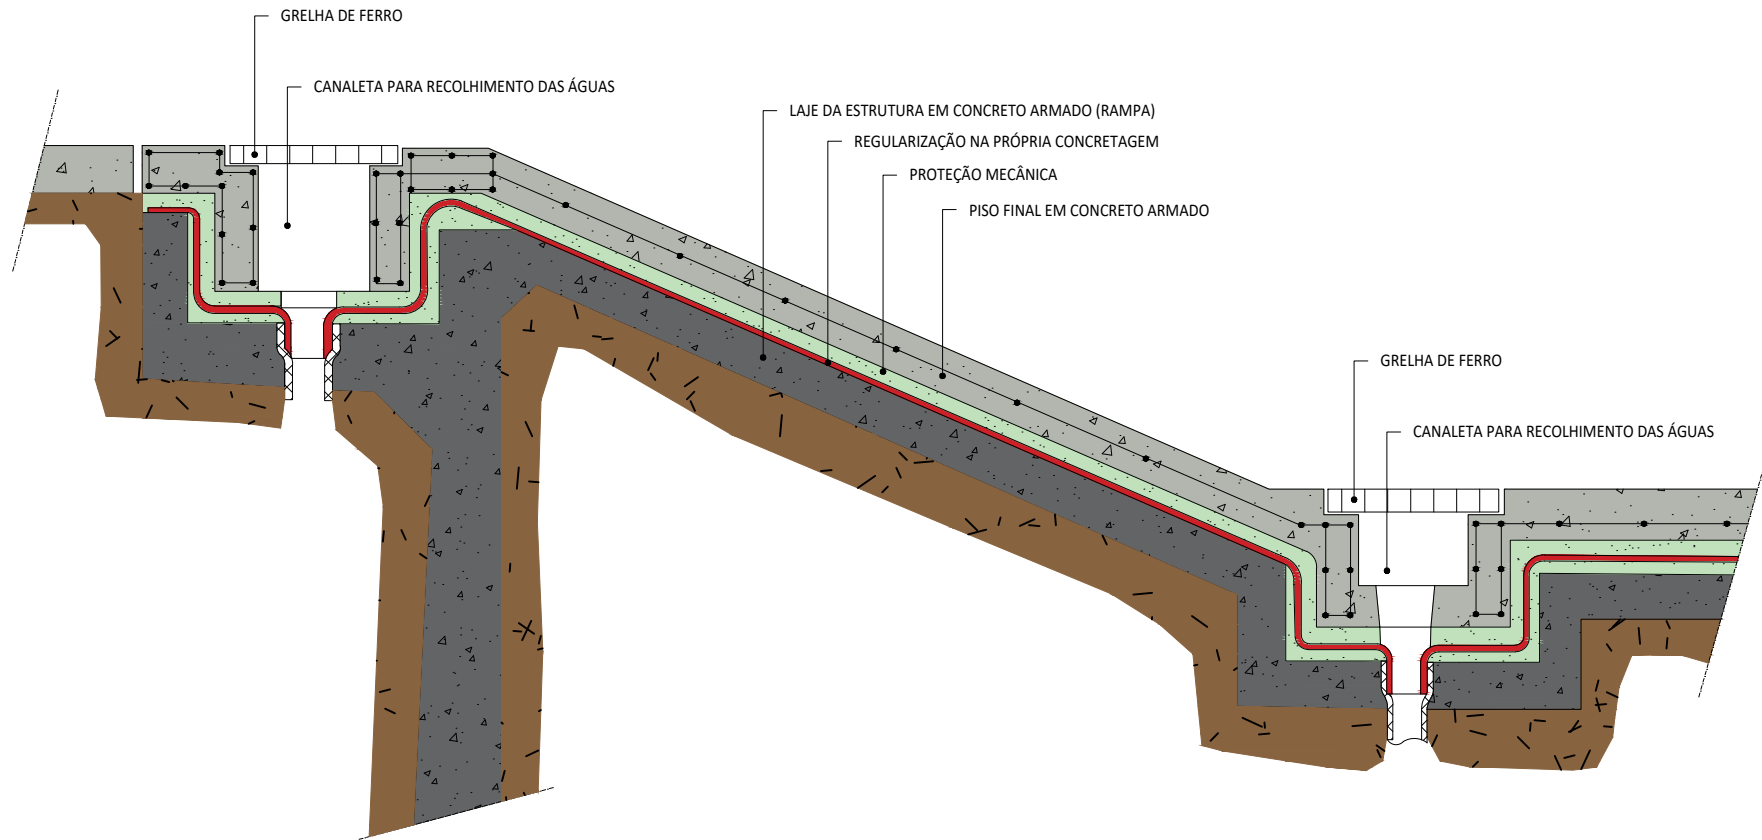 GRELHA DE FERRO
CANALETA PARA RECOLHIMENTO DAS ÁGUAS
LAJE DA ESTRUTURA EM CONCRETO ARMADO (RAMPA)
REGULARIZAÇÃO NA PRÓPRIA CONCRETAGEM
PROTEÇÃO MECÂNICA
PISO FINAL EM CONCRETO ARMADO
GRELHA DE FERRO
CANALETA PARA RECOLHIMENTO DAS ÁGUAS